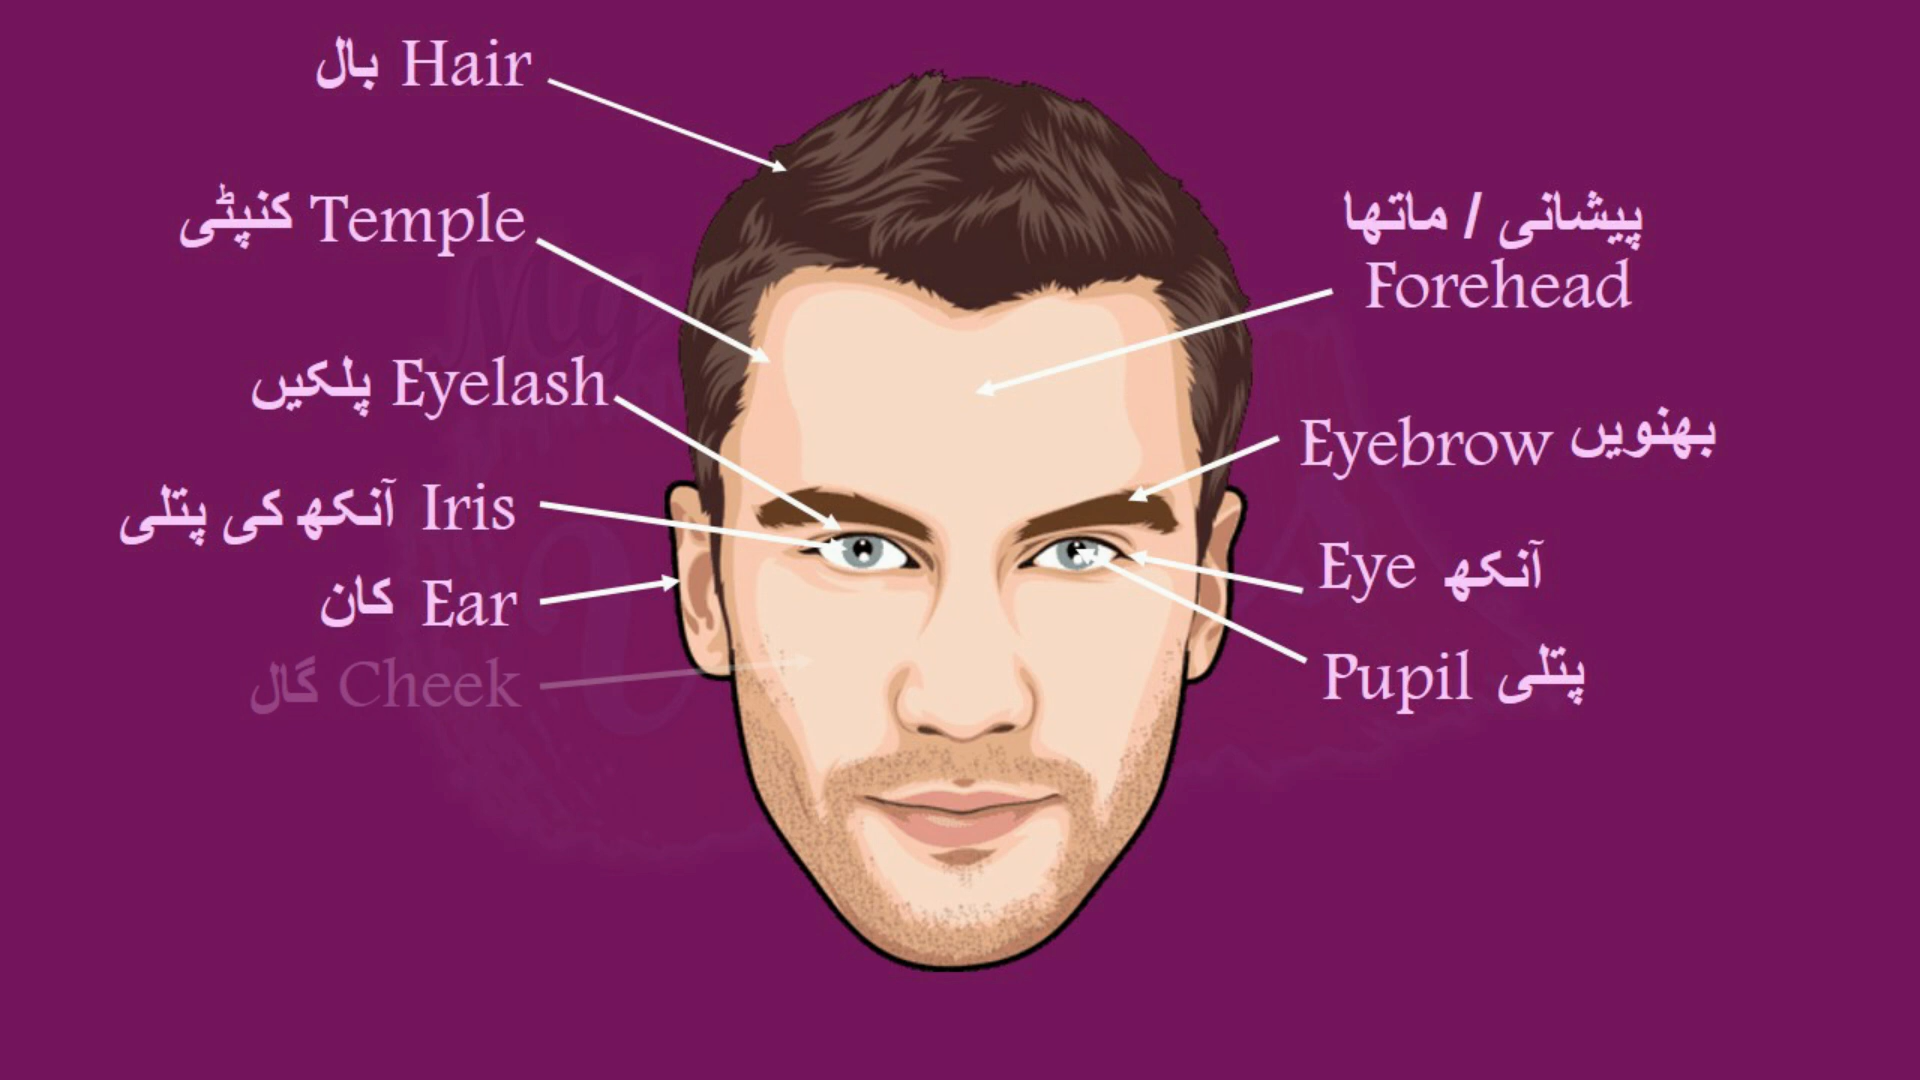 بال Hair
کنپٹی Temple
پلکیں Eyelash
آنکھ کی پتلی Iris
کان Ear
گال Cheek
پیشانی / ماتھا
Forehead
Eyebrow بھنویں
Eye آنکھ
Pupil پتلی